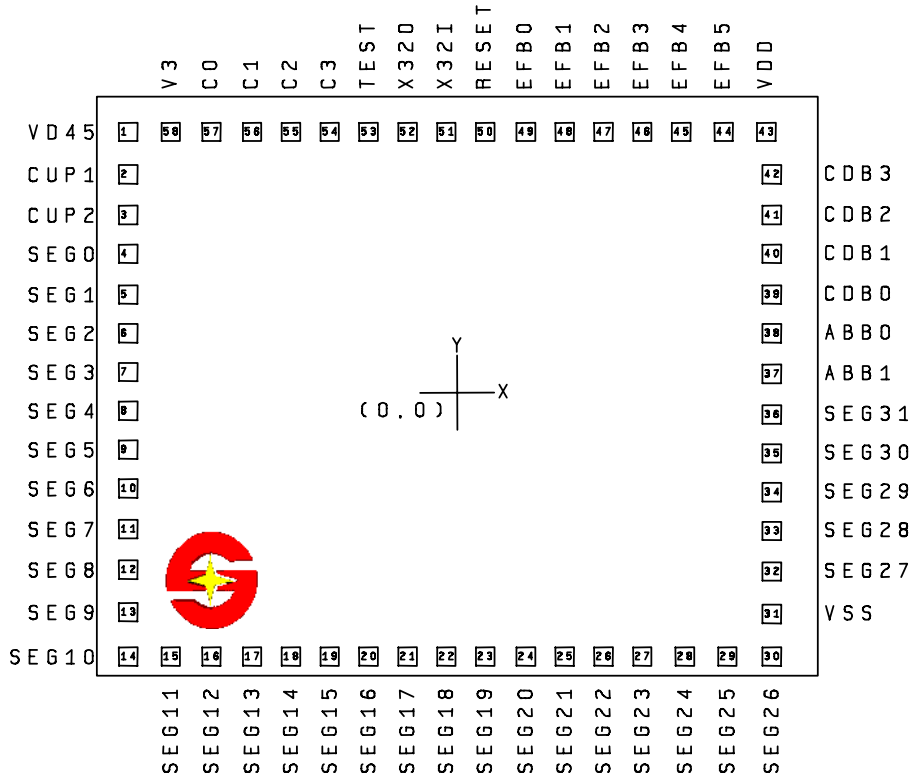 V3 C0 C1 C2 C3 TEST X32O X32I RESET EFB0 EFB1 EFB2 EFB3 EFB4 EFB5 VDD
VD45 1 58 57 56 55 54 53 52 51 50 49 48 47 46 45 44 43
CUP1 2 42 CDB3
CUP2 3 41 CDB2
SEG0 4 40 CDB1
SEG1 5 39 CDB0
SEG2 6 38 ABB0
Y
SEG3 7 37 ABB1
X
SEG4 8 (0,0) 36 SEG31
SEG5 9 35 SEG30
SEG6 10 34 SEG29
SEG7 11 33 SEG28
SEG8 12 32 SEG27
SEG9 13 31 VSS
SEG10 14 15 16 17 18 19 20 21 22 23 24 25 26 27 28 29 30
SEG11 SEG12 SEG13 SEG14 SEG15 SEG16 SEG17 SEG18 SEG19 SEG20 SEG21 SEG22 SEG23 SEG24 SEG25 SEG26